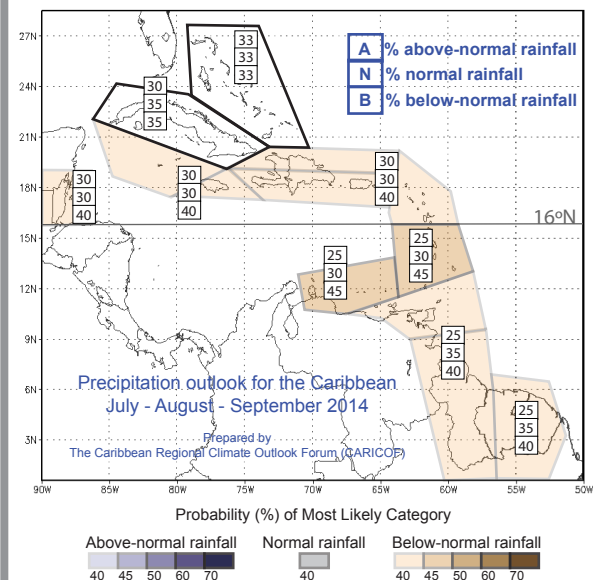 27N
24N
21N
18N
15N
12N
9N
6N
3N
33
33
33
A % above-normal rainfall
N % normal rainfall
B % below-normal rainfall
30
35
35
30
30
40
30
30
40
30
30
40
16ºN
25
30
45
25
30
45
25
35
40
25
35
40
Precipitation outlook for the Caribbean
July - August - September 2014
Prepared by
The Caribbean Regional Climate Outlook Forum (CARICOF)
90W 85W 80W 75W 70W 65W 60W 55W 50W
Probability (%) of Most Likely Category
Above-normal rainfall Normal rainfall Below-normal rainfall
40 45 50 60 70 40 40 45 50 60 70